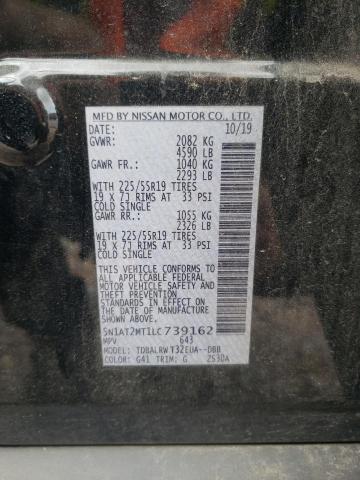 MFD BY NISSAN MOTOR CO., LTD.
DATE: 10/19
GVWR: 2082 KG
4590 LB
GAWR FR.: 1040 KG
2293 LB
WITH 225/55R19 TIRES
19 X 7J RIMS AT 33 PSI
COLD SINGLE
GAWR RR.: 1055 KG
2326 LB
WITH 225/55R19 TIRES
19 X 7J RIMS AT 33 PSI
COLD SINGLE
THIS VEHICLE CONFORMS TO
ALL APPLICABLE FEDERAL
MOTOR VEHICLE SAFETY AND
THEFT PREVENTION
STANDARDS IN EFFECT ON
THE DATE OF MANUFACTURE
SHOWN ABOVE
5N1AT2MT1LC739162
MPV 643
MODEL: TDBALRWT32EUA--DBB
COLOR: G41 TRIM: G 2S3DA